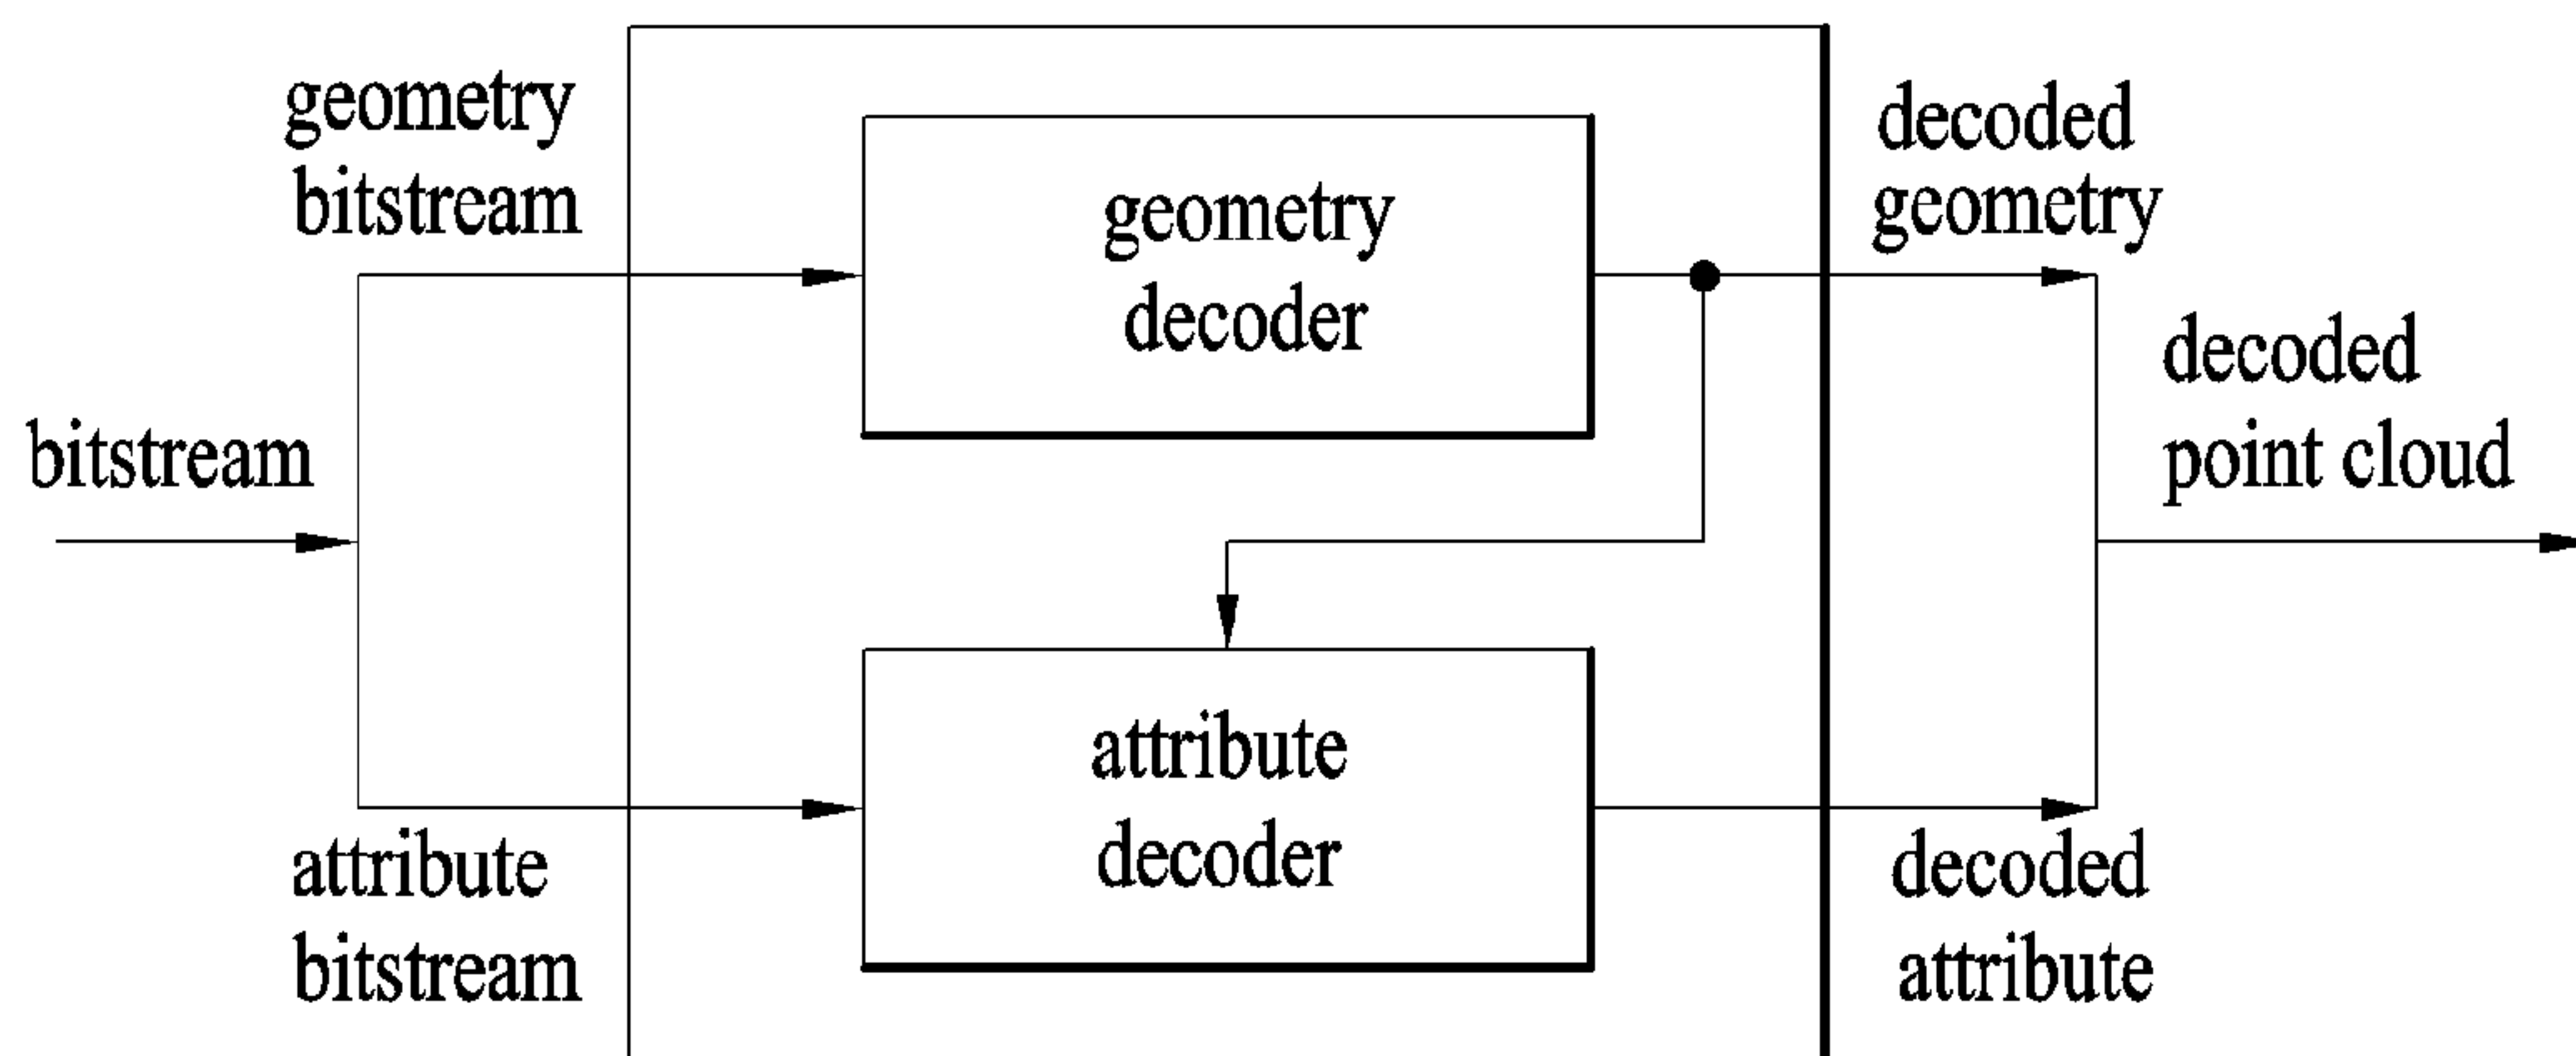 geometry
bitstream
bitstream
attribute
bitstream
geometry
decoder
attribute
decoder
decoded
geometry
decoded
point cloud
decoded
attribute